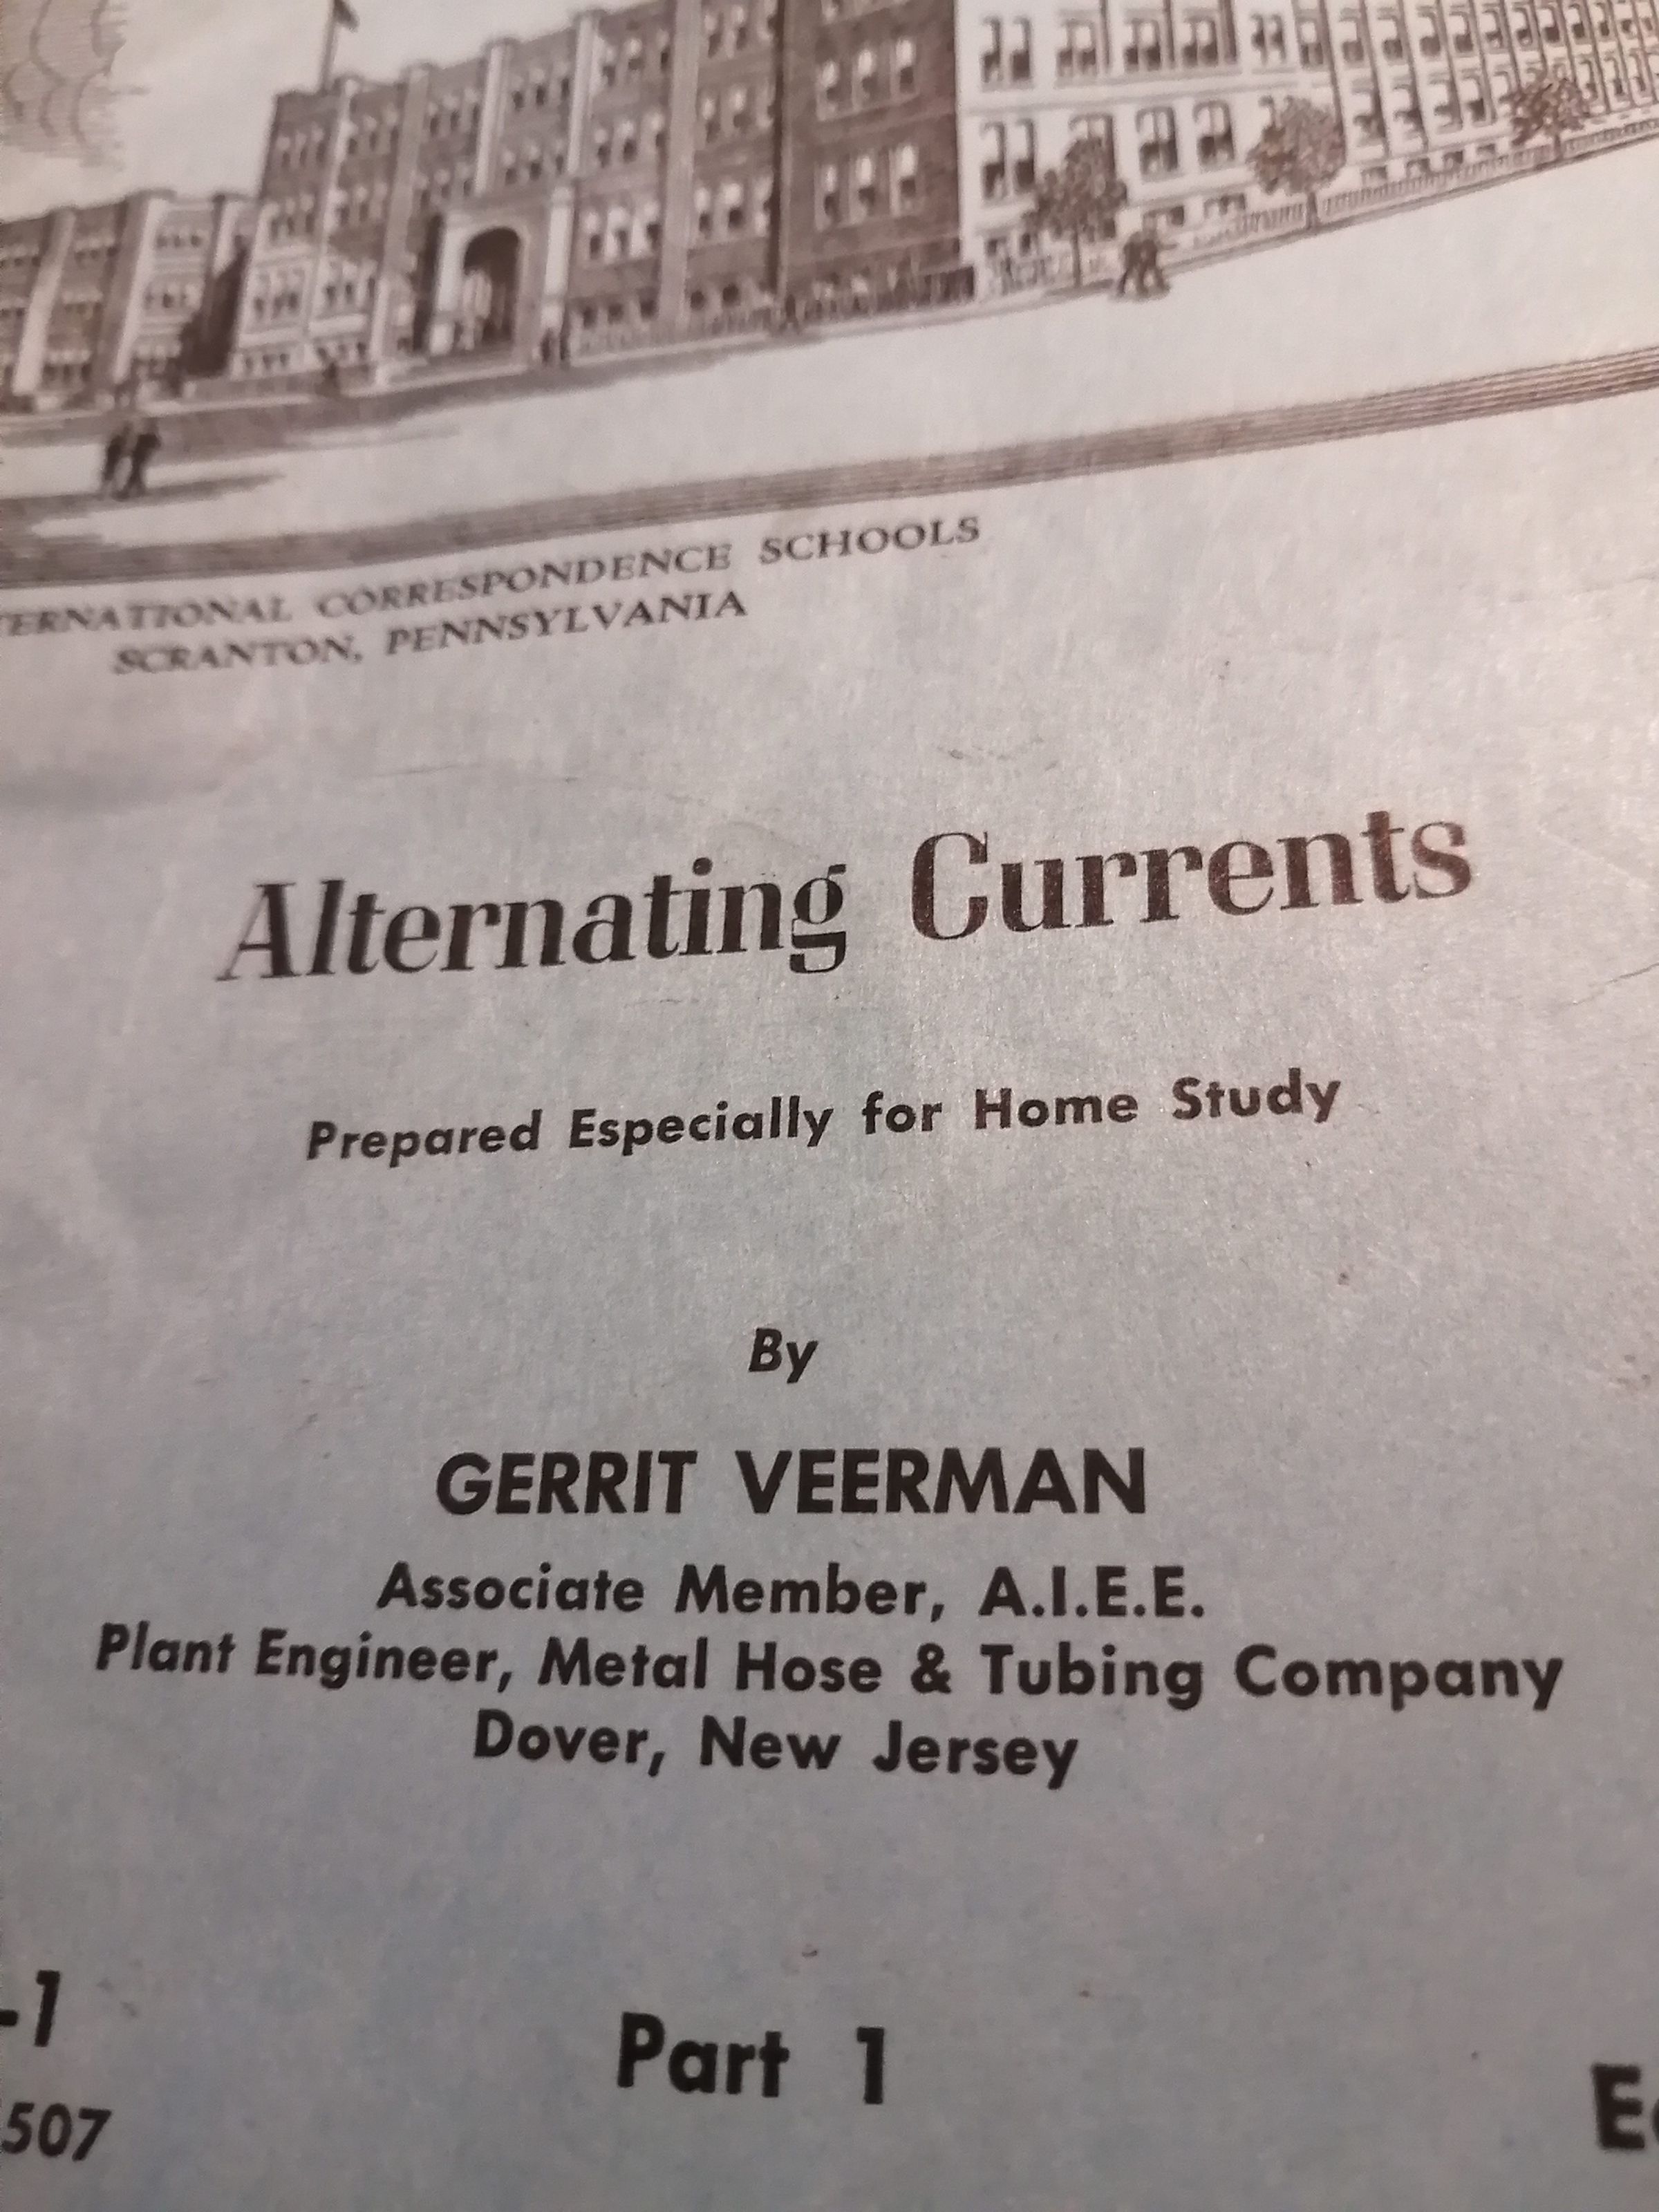 TERNATIONAL CORRESPONDENCE SCHOOLS
SCRANTON, PENNSYLVANIA
Alternating Currents
Prepared Especially for Home Study
By
GERRIT VEERMAN
Associate Member, A.I.E.E.
Plant Engineer, Metal Hose & Tubing Company
Dover, New Jersey
-1 Part 1
507